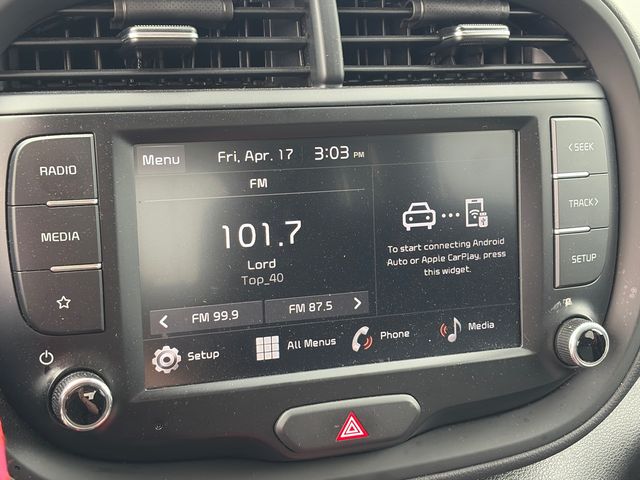 Menu Fri, Apr. 17 3:03 PM
FM
101.7
Lord
Top_40
To start connecting Android
Auto or Apple CarPlay, press
this widget.
< FM 99.9 FM 87.5 >
Setup All Menus Phone Media
RADIO
MEDIA
< SEEK
TRACK >
SETUP